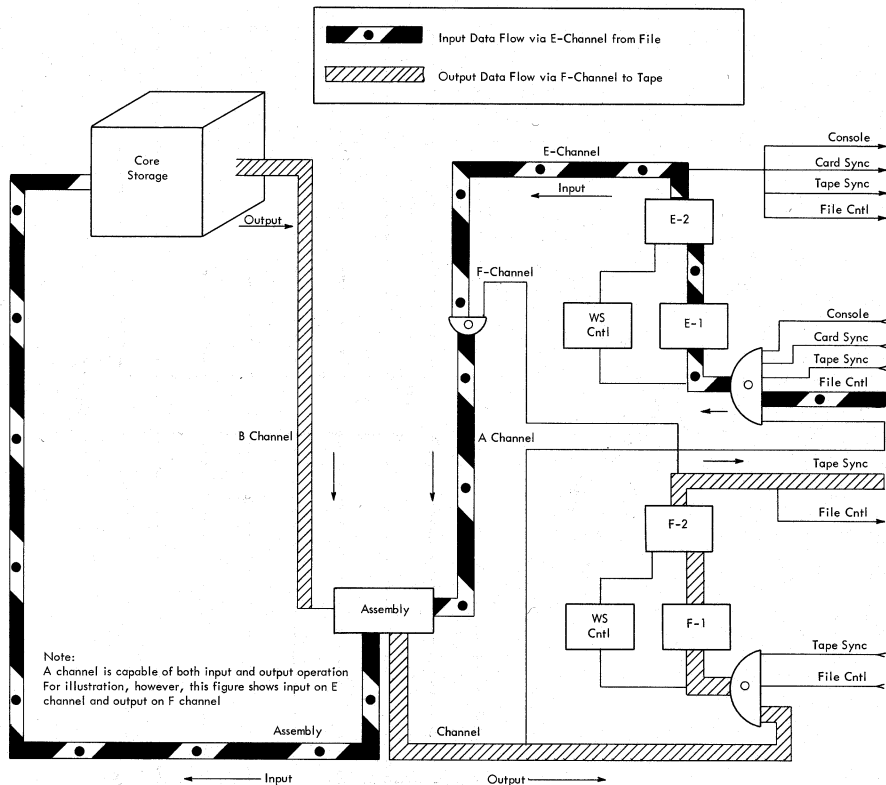 Input Data Flow via E-Channel from File
Output Data Flow via F-Channel to Tape
Core
Storage
Output
E-Channel
Input
Console
Card Sync
Tape Sync
File Cntl
E-2
F-Channel
WS
Cntl
E-1
Console
Card Sync
Tape Sync
File Cntl
B Channel
A Channel
Tape Sync
File Cntl
F-2
Assembly
WS
Cntl
F-1
Tape Sync
File Cntl
Note:
A channel is capable of both input and output operation
For illustration, however, this figure shows input on E
channel and output on F channel
Assembly
Channel
Input
Output